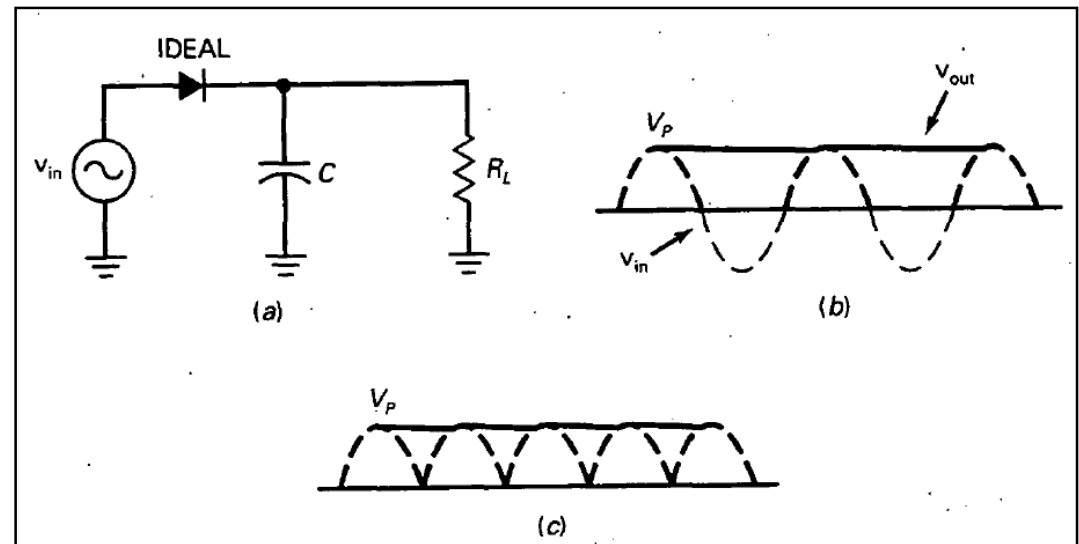 IDEAL
v_in
C
R_L
(a)
V_P
v_out
v_in
(b)
V_P
(c)